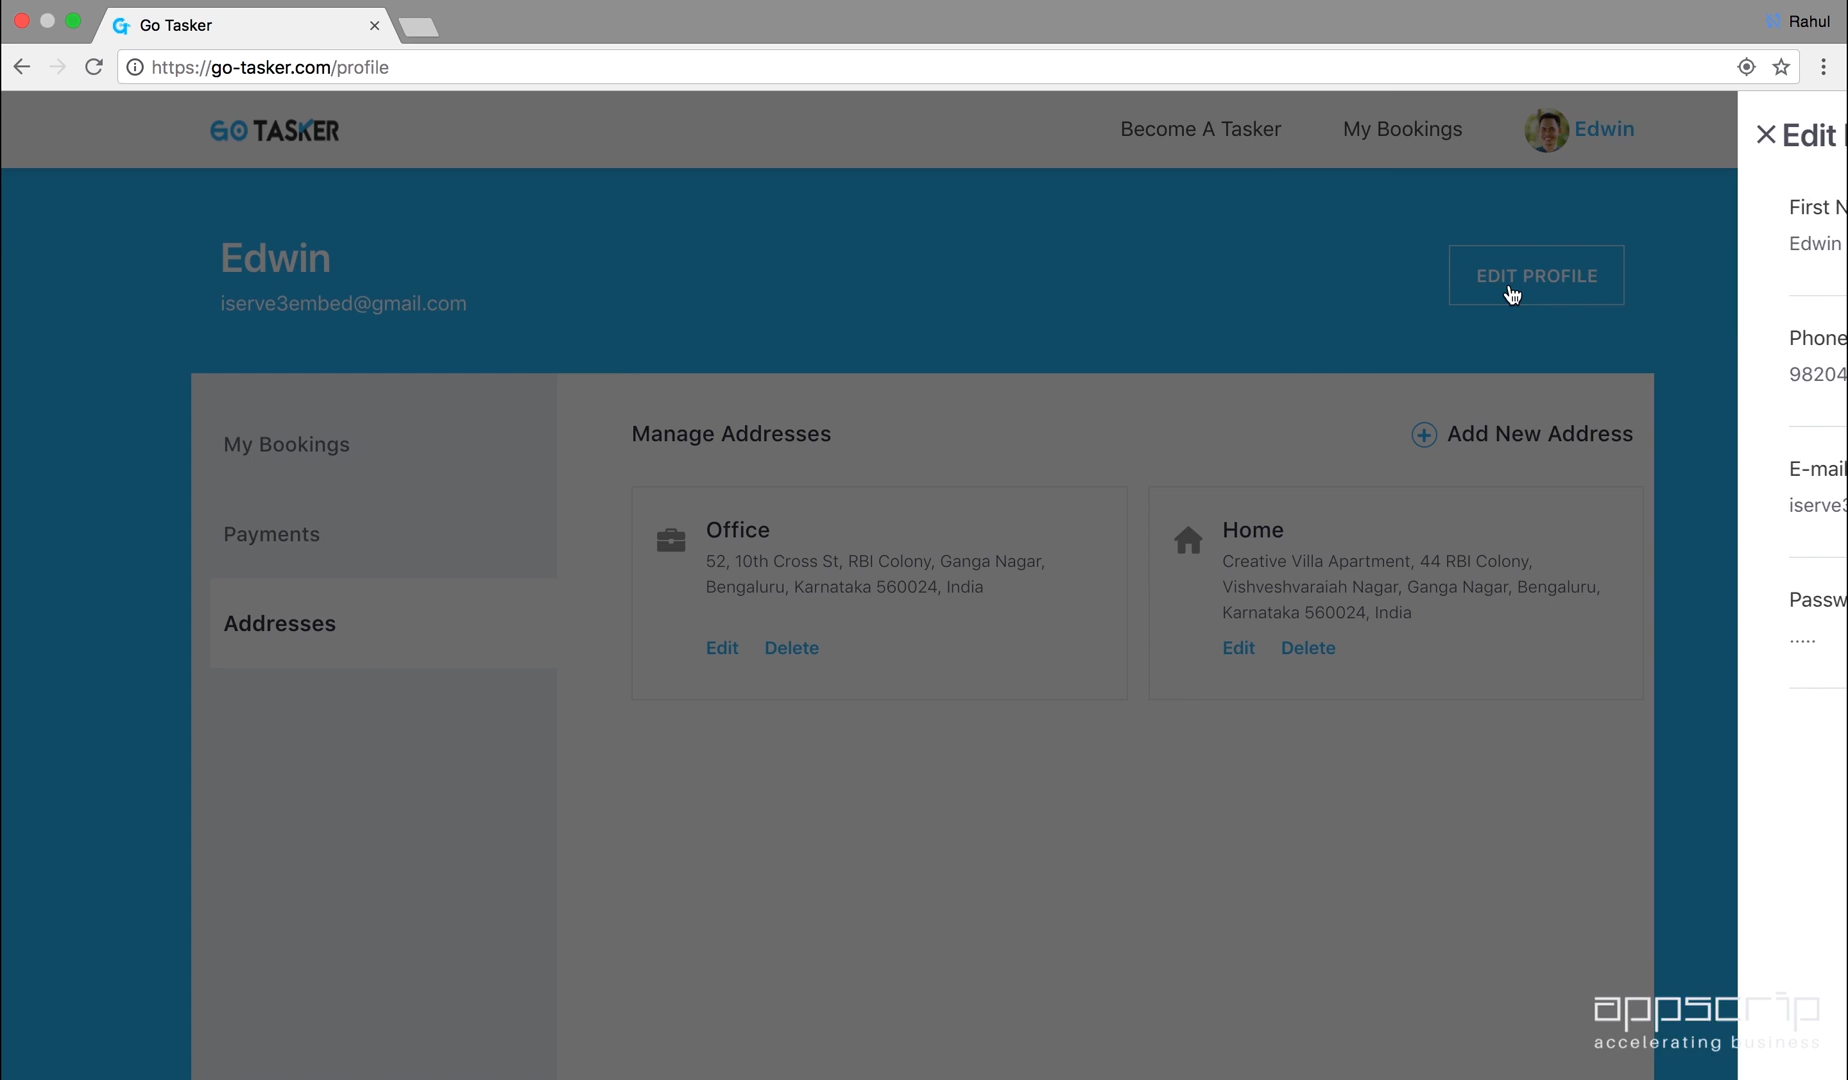 Go Tasker
Rahul
https://go-tasker.com/profile
GO TASKER
Become A Tasker
My Bookings
Edwin
Edit
First N
Edwin
Phone
98204
E-mail
iserve3
Passw
.....
Edwin
iserve3embed@gmail.com
EDIT PROFILE
My Bookings
Payments
Addresses
Manage Addresses
Add New Address
Office
52, 10th Cross St, RBI Colony, Ganga Nagar,
Bengaluru, Karnataka 560024, India
Edit Delete
Home
Creative Villa Apartment, 44 RBI Colony,
Vishveshvaraiah Nagar, Ganga Nagar, Bengaluru,
Karnataka 560024, India
Edit Delete
appscrip
accelerating business